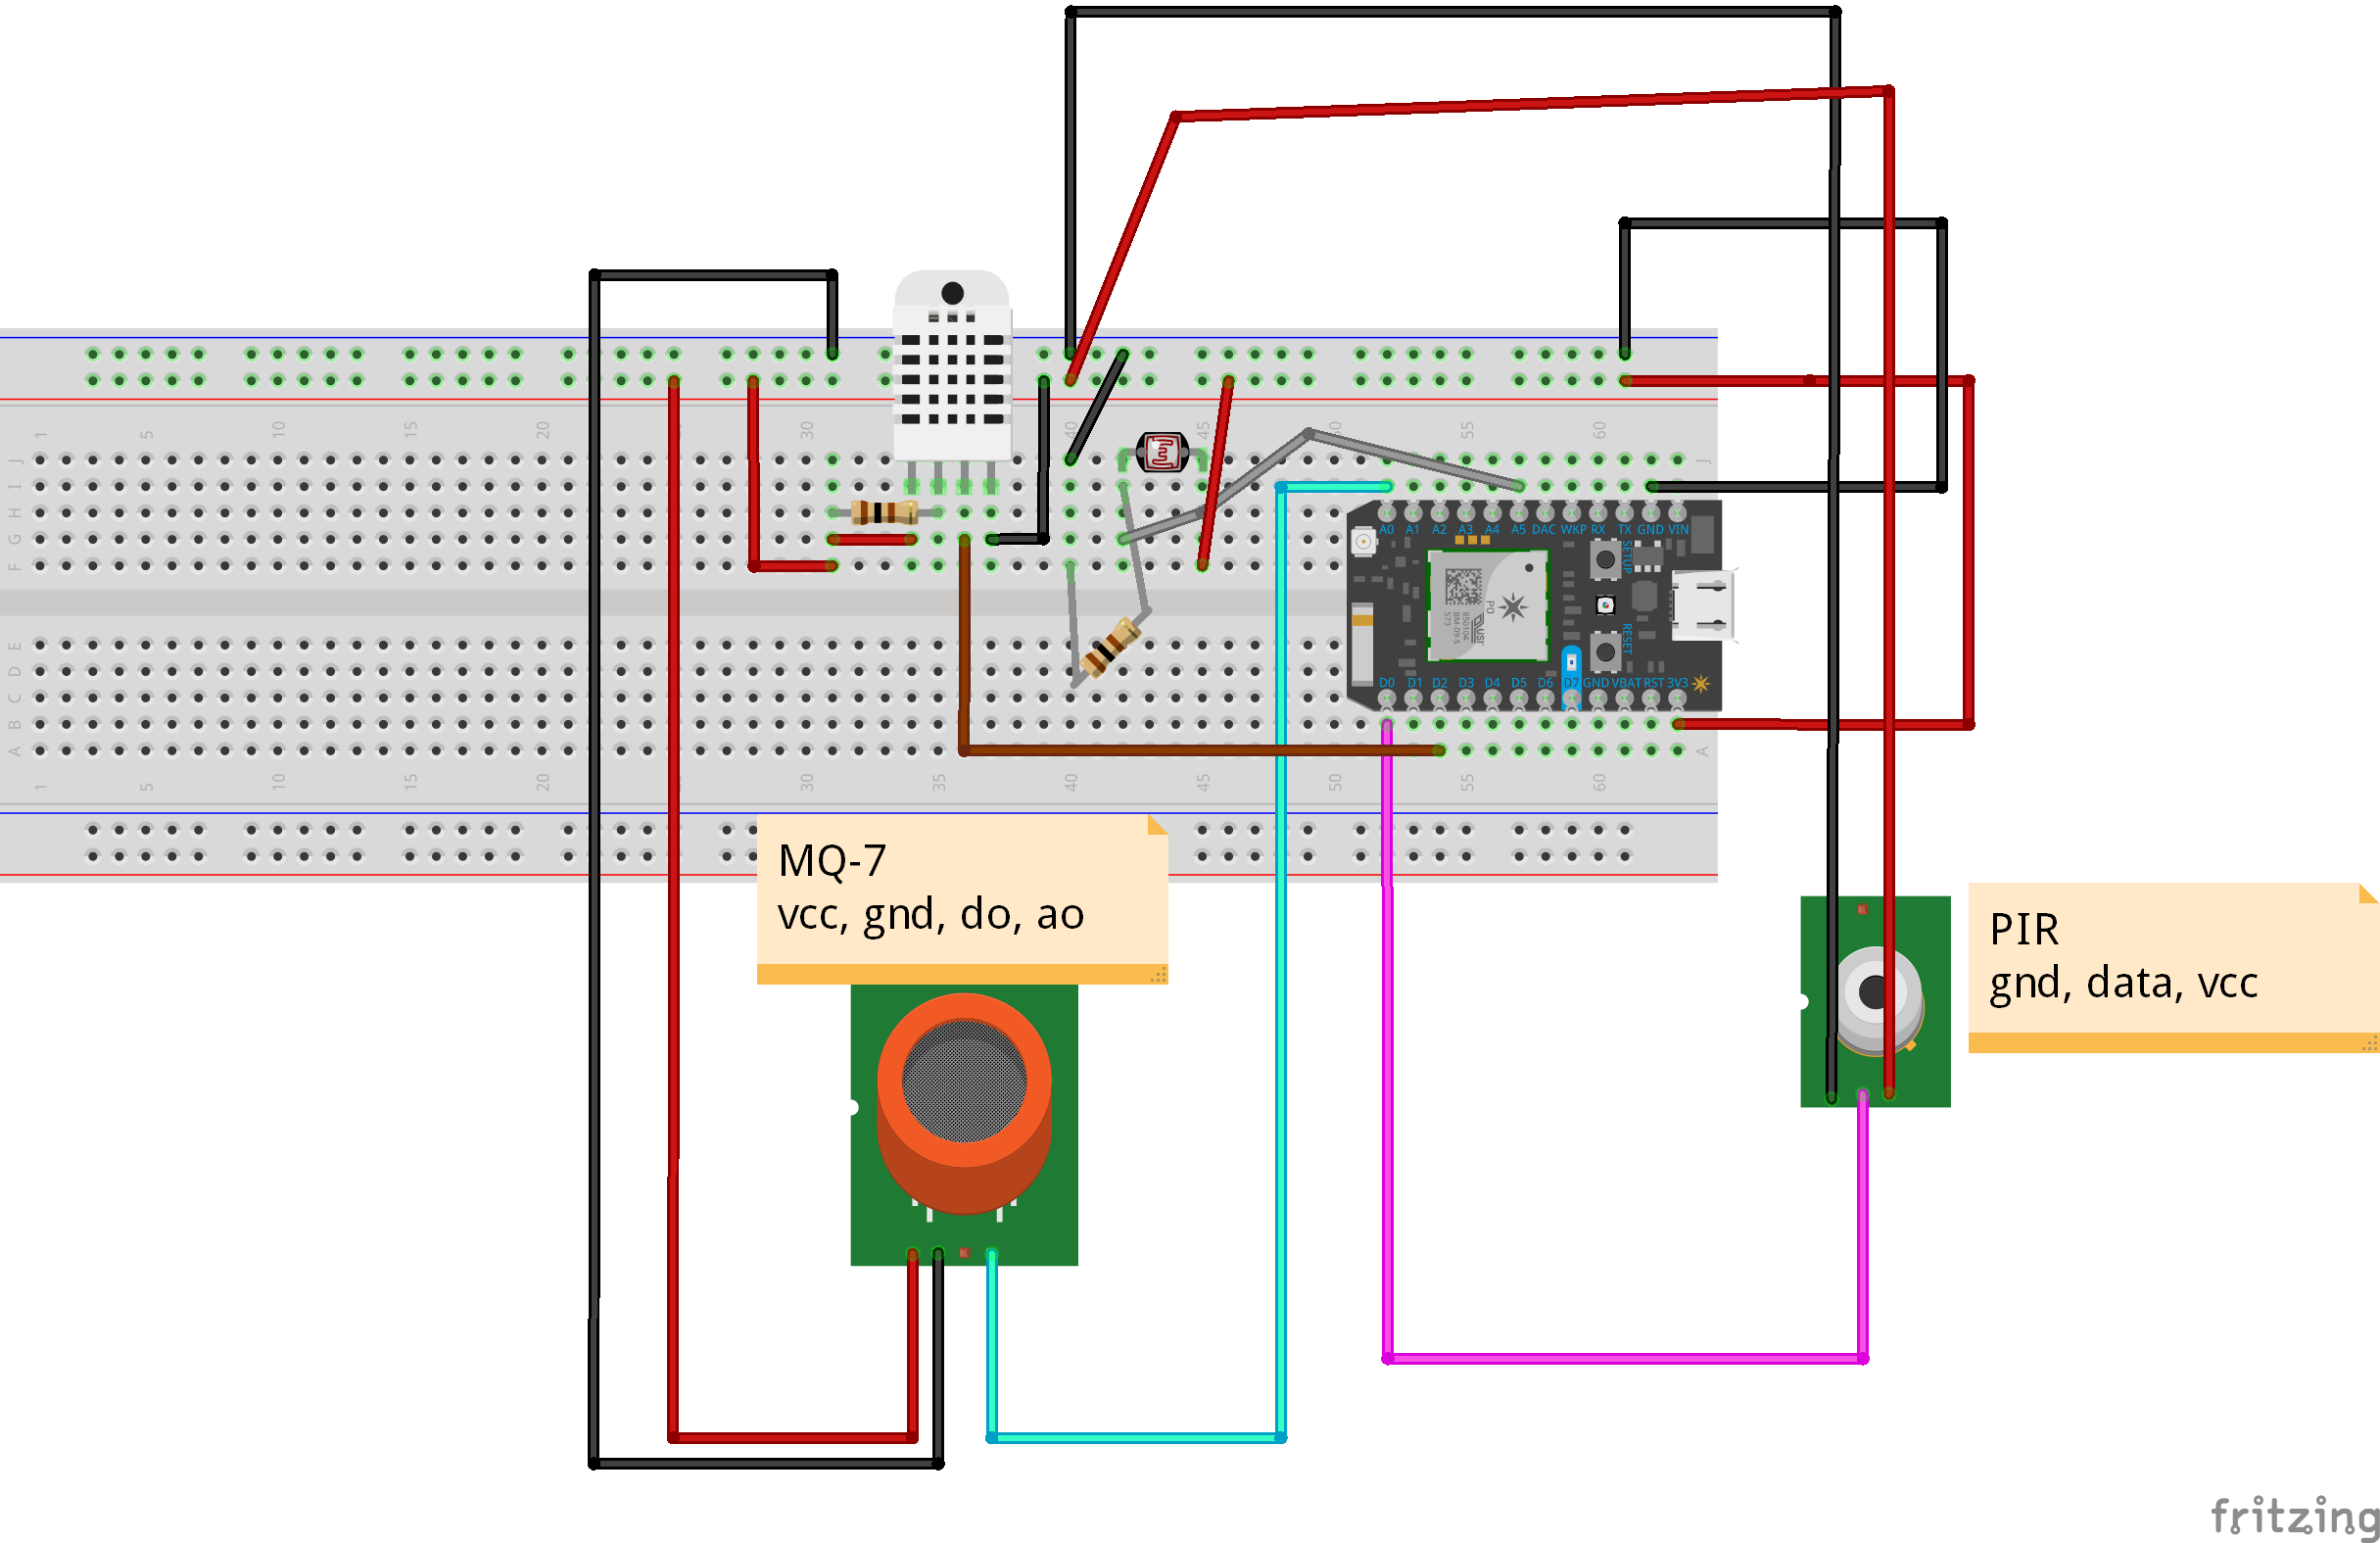 1 5 10 15 20 30 40 45 50 55 60
J
I
H
G
F
A0 A1 A2 A3 A4 A5 DAC WKP RX TX GND VIN
SETUP
P0
RESET
D0 D1 D2 D3 D4 D5 D6 D7 GND VBAT RST 3V3
J
E
D
C
B
A
A
1 5 10 15 20 30 35 40 45 50 55 60
MQ-7
vcc, gnd, do, ao
PIR
gnd, data, vcc
fritzing